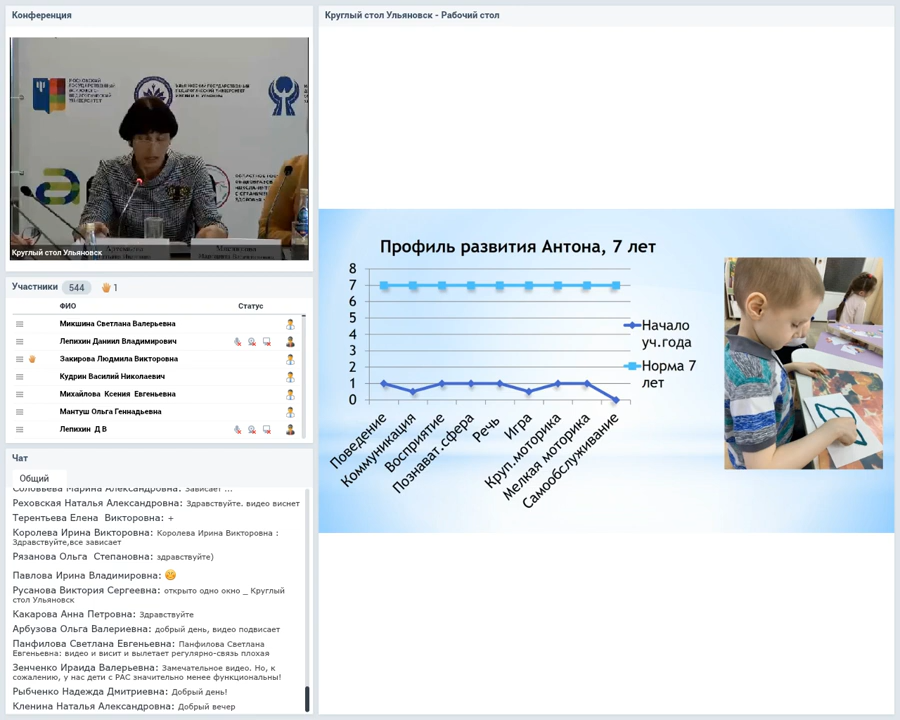 Конференция
Круглый стол Ульяновск
Участники 544 1
ФИО Статус
Микшина Светлана Валерьевна
Лепихин Даниил Владимирович
Закирова Людмила Викторовна
Кудрин Василий Николаевич
Михайлова Ксения Евгеньевна
Мантуш Ольга Геннадьевна
Лепихин Д В
Чат
Общий
Соловьева Марина Александровна: Зависает ...
Реховская Наталья Александровна: Здравствуйте. видео виснет
Терентьева Елена Викторовна: +
Королева Ирина Викторовна: Королева Ирина Викторовна :
Здравствуйте,все зависает
Рязанова Ольга Степановна: здравствуйте)
Павлова Ирина Владимировна:
Русанова Виктория Сергеевна: открыто одно окно _ Круглый
стол Ульяновск
Какарова Анна Петровна: Здравствуйте
Арбузова Ольга Валериевна: добрый день, видео подвисает
Панфилова Светлана Евгеньевна: Панфилова Светлана
Евгеньевна: видео и висит и вылетает регулярно-связь плохая
Зенченко Ираида Валерьевна: Замечательное видео. Но, к
сожалению, у нас дети с РАС значительно менее функциональны!
Рыбченко Надежда Дмитриевна: Добрый день!
Кленина Наталья Александровна: Добрый вечер
Круглый стол Ульяновск - Рабочий стол
Профиль развития Антона, 7 лет
8
7
6
5
4
3
2
1
0
Поведение
Коммуникация
Восприятие
Познават.сфера
Речь
Игра
Круп.моторика
Мелкая моторика
Самообслуживание
Начало
уч.года
Норма 7
лет